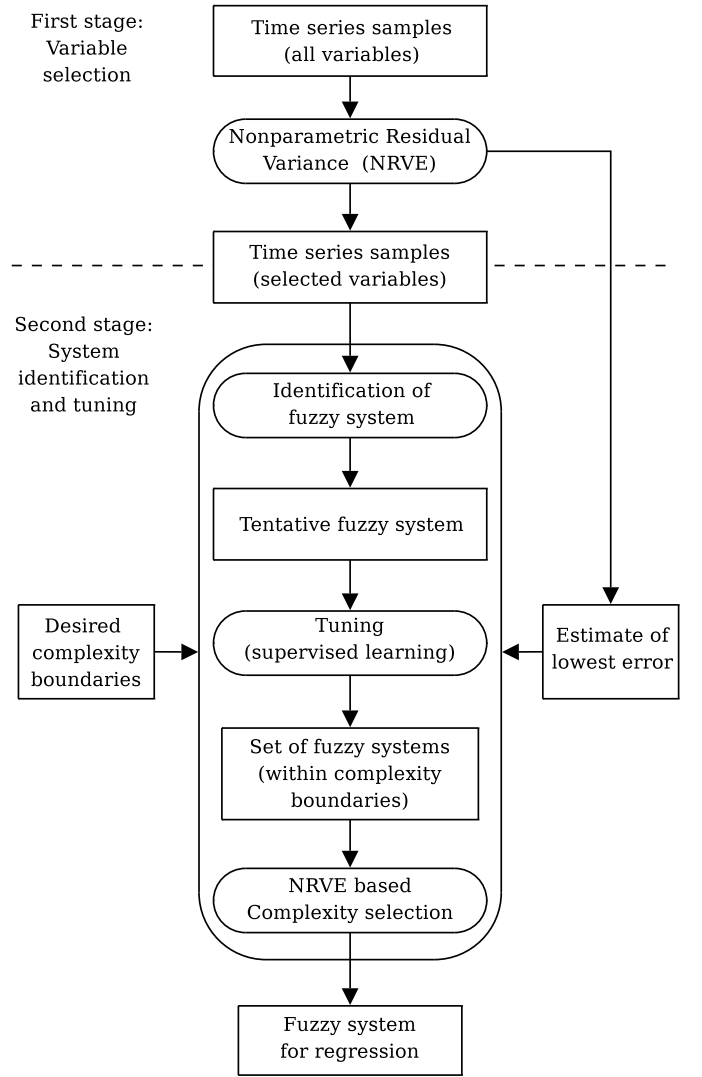 First stage:
Variable
selection
Time series samples
(all variables)
Nonparametric Residual
Variance  (NRVE)
Time series samples
(selected variables)
Second stage:
System
identification
and tuning
Identification of
fuzzy system
Tentative fuzzy system
Desired
complexity
boundaries
Tuning
(supervised learning)
Estimate of
lowest error
Set of fuzzy systems
(within complexity
boundaries)
NRVE based
Complexity selection
Fuzzy system
for regression